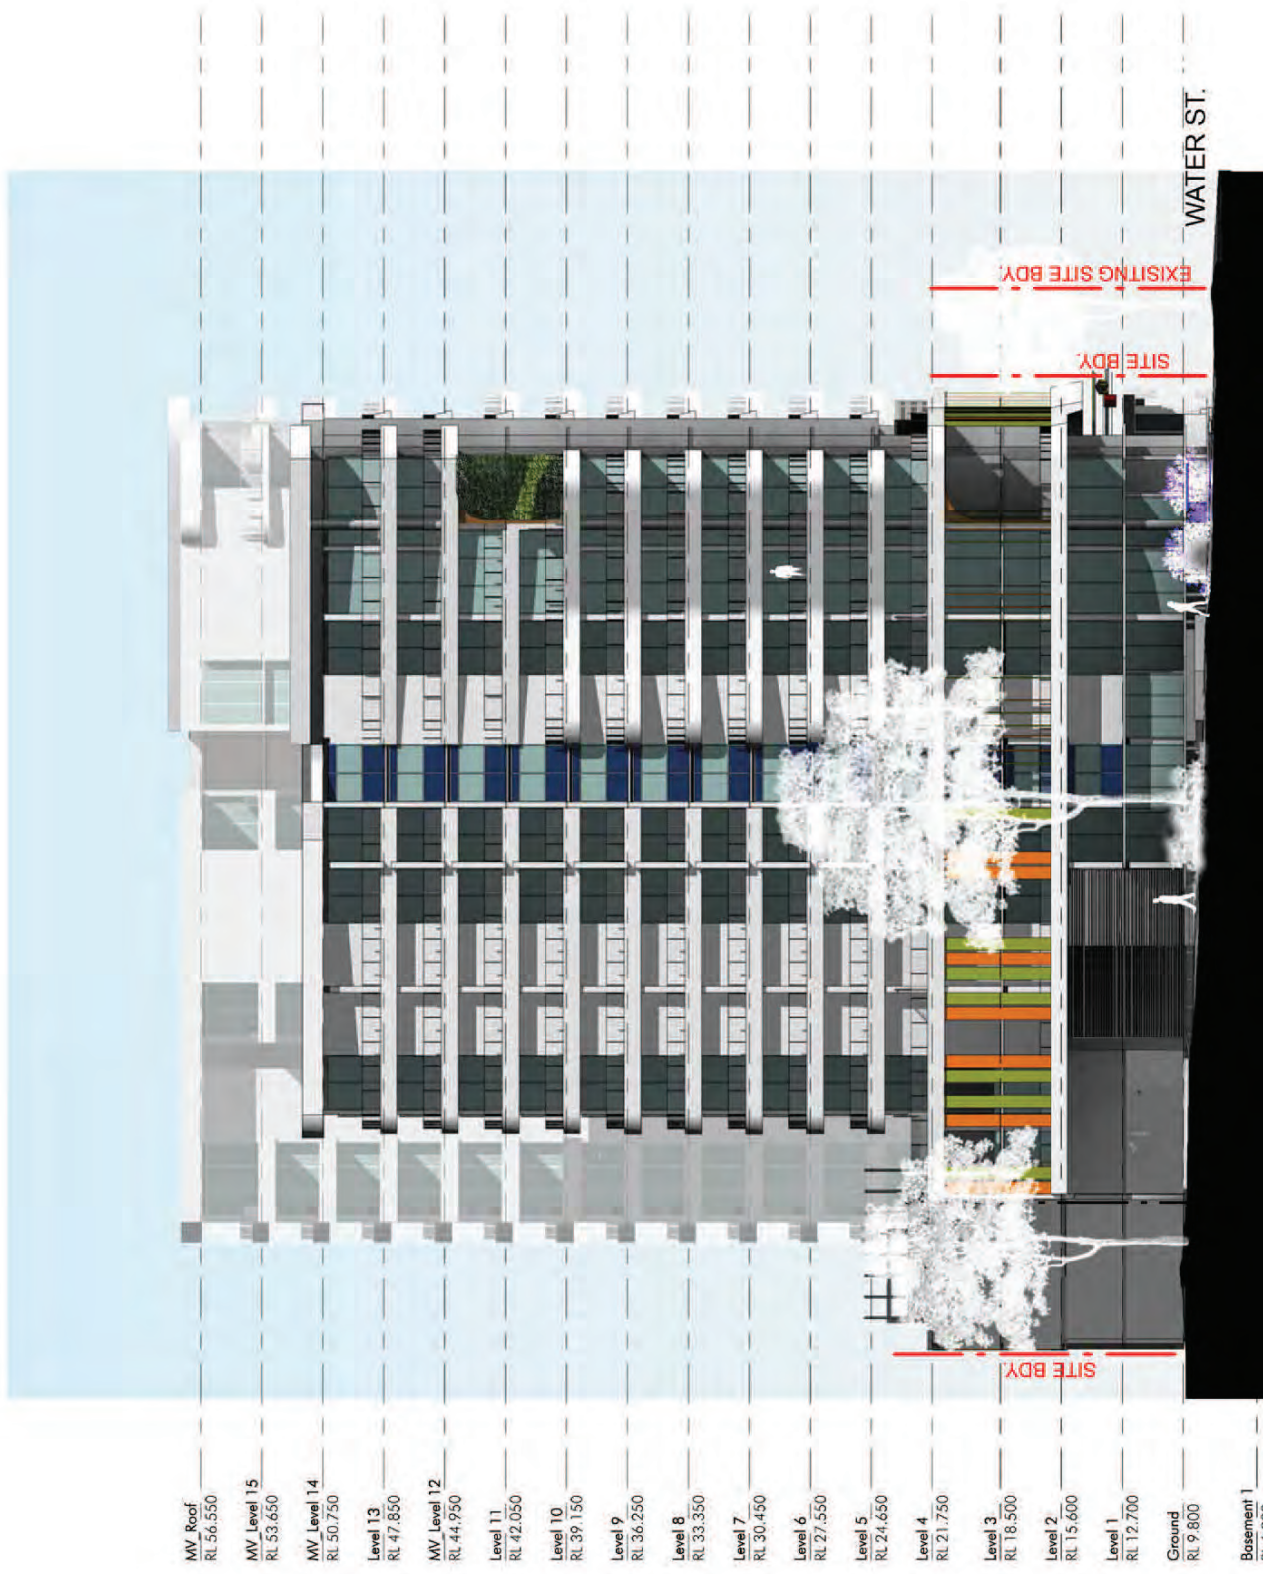 MV_Roof
RL 56.550
MV_Level 15
RL 53.650
MV_Level 14
RL 50.750
Level 13
RL 47.850
MV_Level 12
RL 44.950
Level 11
RL 42.050
Level 10
RL 39.150
Level 9
RL 36.250
Level 8
RL 33.350
Level 7
RL 30.450
Level 6
RL 27.550
Level 5
RL 24.650
Level 4
RL 21.750
Level 3
RL 18.500
Level 2
RL 15.600
Level 1
RL 12.700
Ground
RL 9.800
Basement 1
SITE BDY.
SITE BDY.
EXISITNG SITE BDY.
WATER ST.